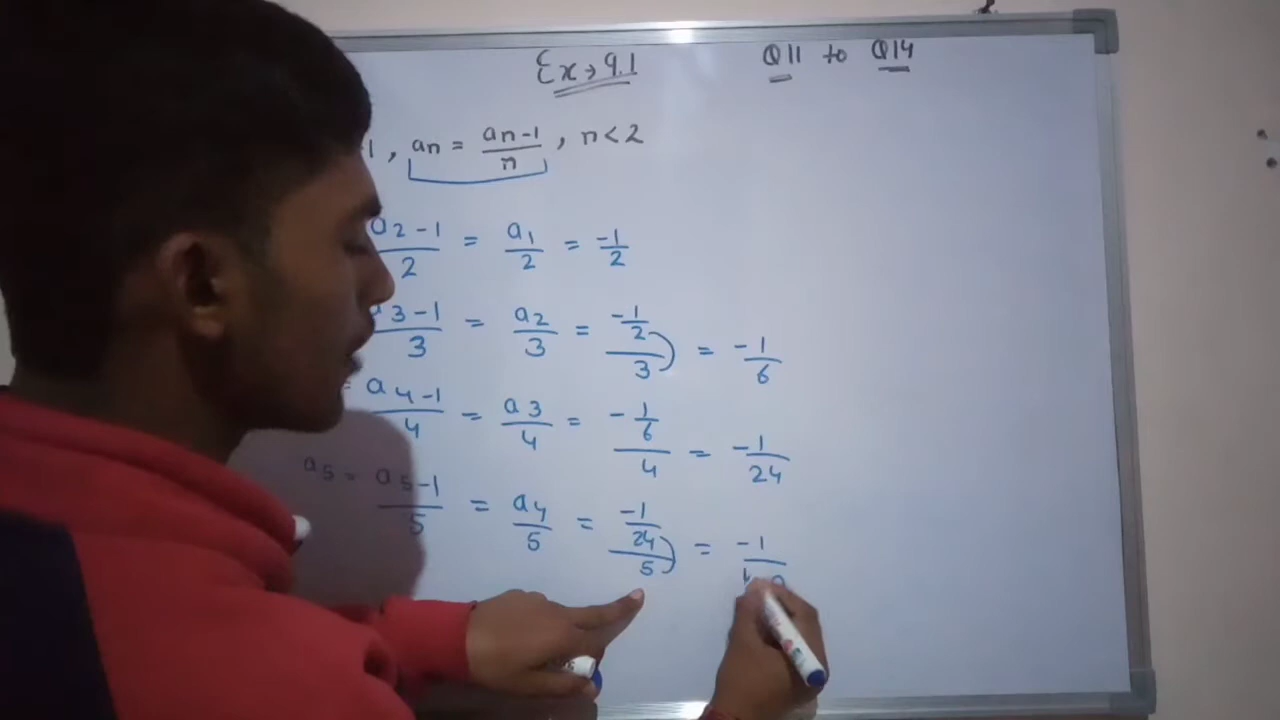 Ex → 9.1 Q11 to Q14
-1, an = an-1/n, n < 2
a2-1/2 = a1/2 = -1/2
a3-1/3 = a2/3 = -1/2/3 = -1/6
= a4-1/4 = a3/4 = -1/6/4 = -1/24
a5 = a5-1/5 = a4/5 = -1/24/5 = -1/